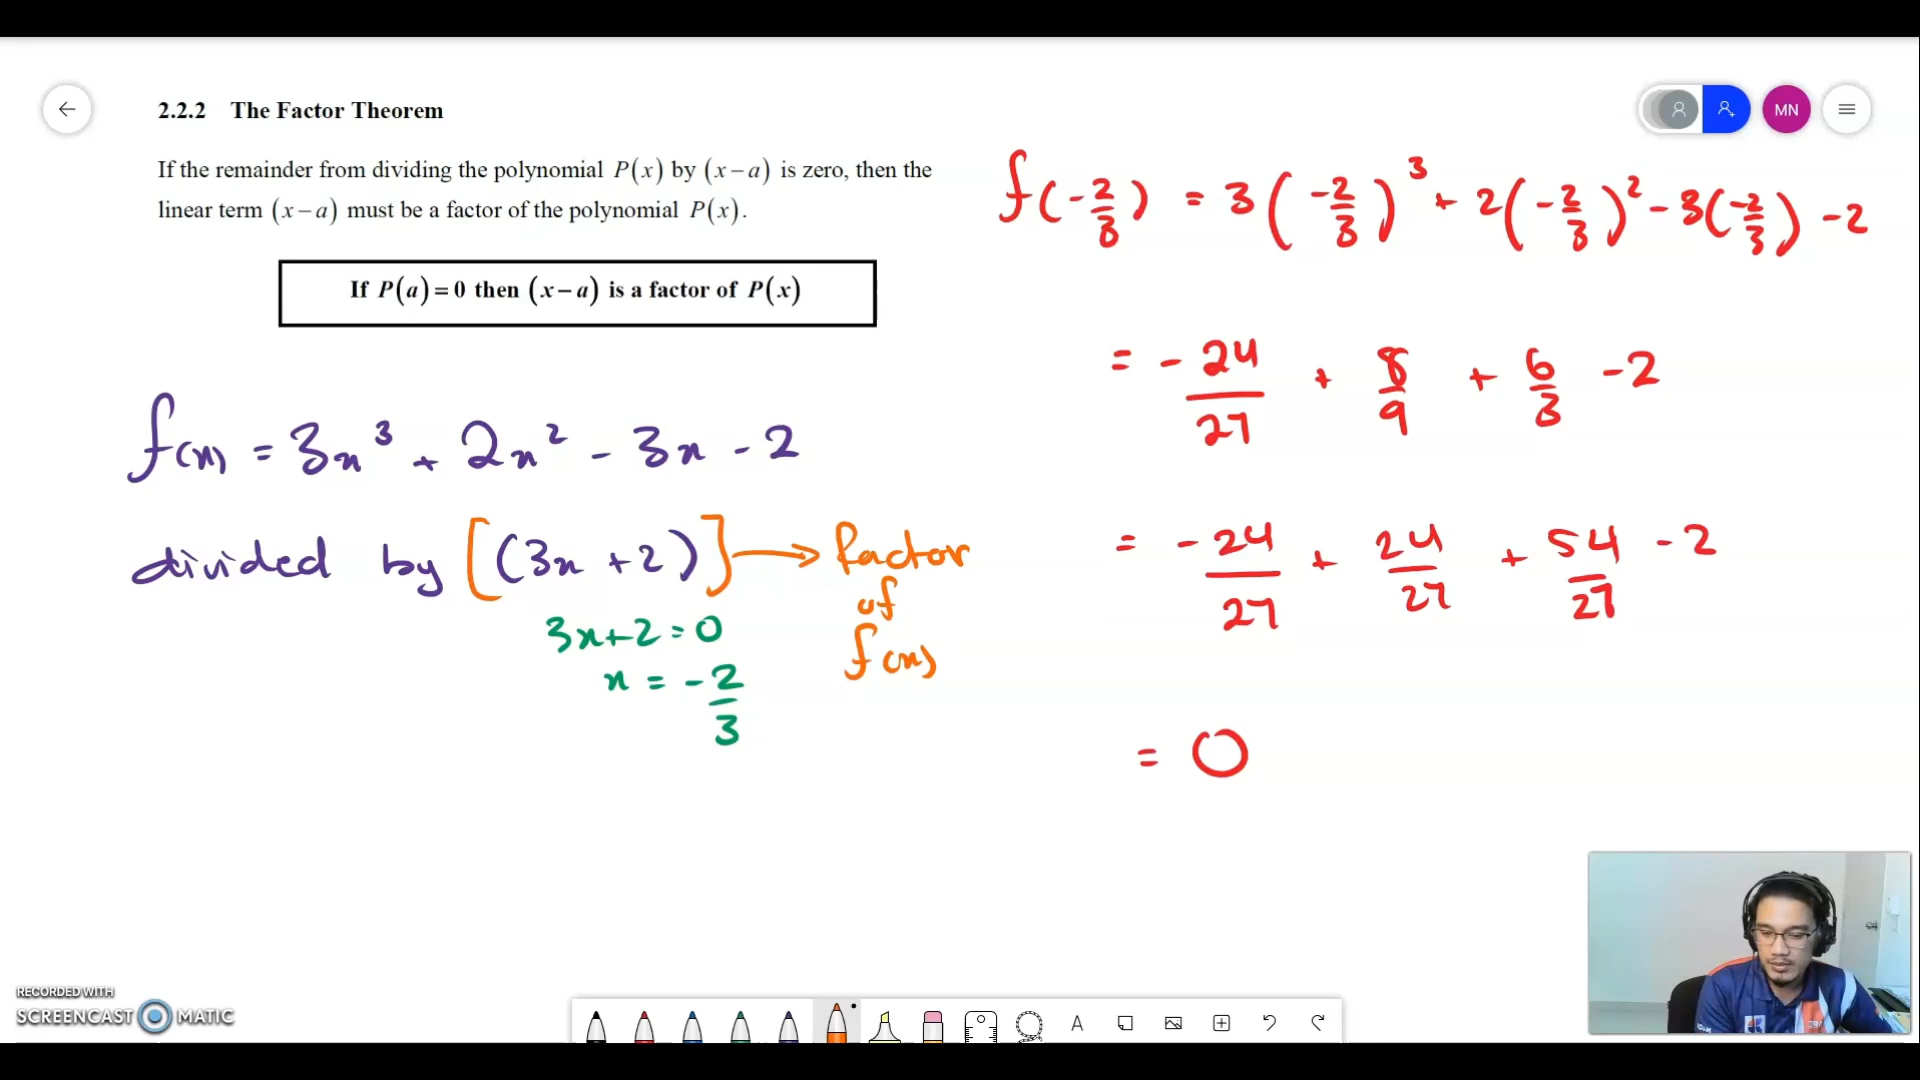 2.2.2 The Factor Theorem
If the remainder from dividing the polynomial P(x) by (x−a) is zero, then the
linear term (x−a) must be a factor of the polynomial P(x).
If P(a)=0 then (x−a) is a factor of P(x)
f(x) = 3x³ + 2x² - 3x - 2
divided by [(3x + 2)] → factor
of
f(x)
3x+2=0
x = -2/3
f(-2/3) = 3(-2/3)³ + 2(-2/3)² - 3(-2/3) - 2
= -24/27 + 8/9 + 6/3 - 2
= -24/27 + 24/27 + 54/27 - 2
= 0
MN
RECORDED WITH
SCREENCAST MATIC
A